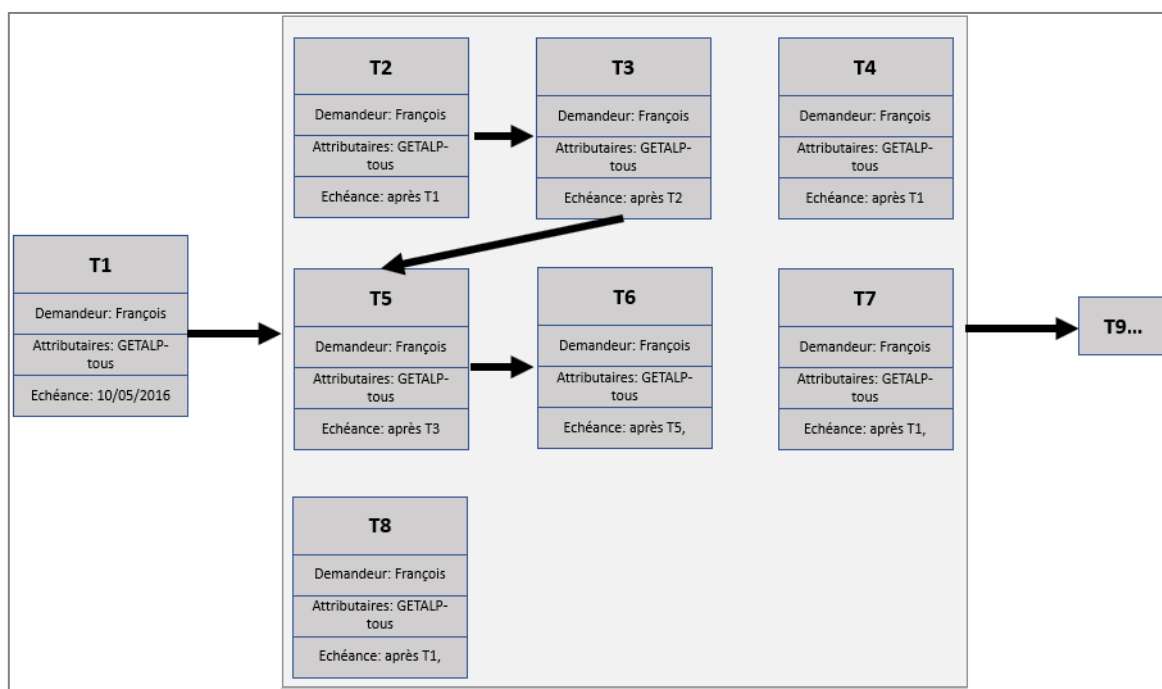 T1
Demandeur: François
Attributaires: GETALP-
tous
Echéance: 10/05/2016
T2
Demandeur: François
Attributaires: GETALP-
tous
Echéance: après T1
T3
Demandeur: François
Attributaires: GETALP-
tous
Echéance: après T2
T4
Demandeur: François
Attributaires: GETALP-
tous
Echéance: après T1
T5
Demandeur: François
Attributaires: GETALP-
tous
Echéance: après T3
T6
Demandeur: François
Attributaires: GETALP-
tous
Echéance: après T5,
T7
Demandeur: François
Attributaires: GETALP-
tous
Echéance: après T1,
T8
Demandeur: François
Attributaires: GETALP-
tous
Echéance: après T1,
T9...